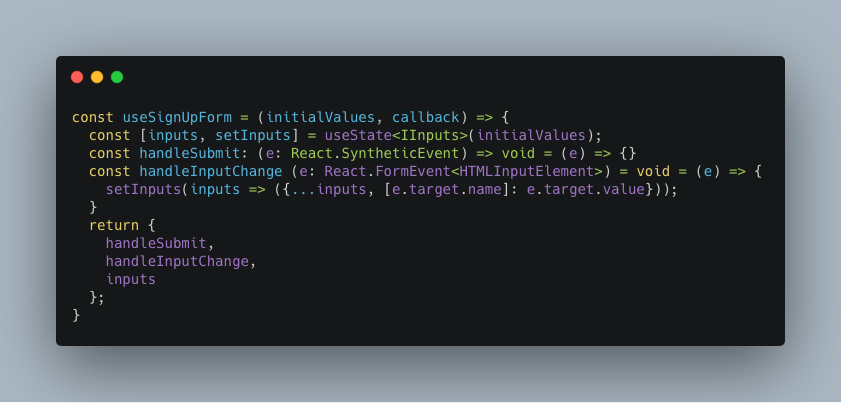 const useSignUpForm = (initialValues, callback) => {
  const [inputs, setInputs] = useState<IInputs>(initialValues);
  const handleSubmit: (e: React.SyntheticEvent) => void = (e) => {}
  const handleInputChange (e: React.FormEvent<HTMLInputElement>) = void = (e) => {
    setInputs(inputs => ({...inputs, [e.target.name]: e.target.value}));
  }
  return {
    handleSubmit,
    handleInputChange,
    inputs
  };
}